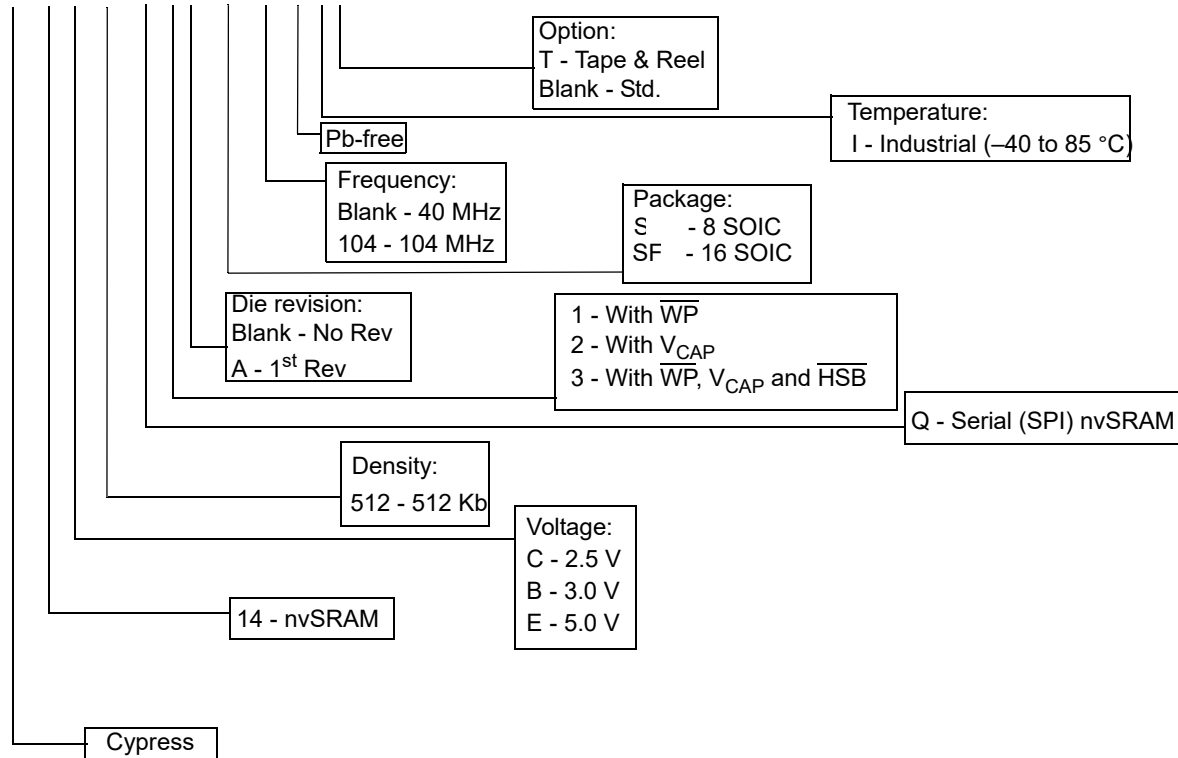 Option:
T - Tape & Reel
Blank - Std.
Temperature:
I - Industrial (–40 to 85 °C)
Pb-free
Frequency:
Blank - 40 MHz
104 - 104 MHz
Package:
S - 8 SOIC
SF - 16 SOIC
Die revision:
Blank - No Rev
A - 1st Rev
1 - With W̅P̅
2 - With VCAP
3 - With W̅P̅, VCAP and H̅S̅B̅
Q - Serial (SPI) nvSRAM
Density:
512 - 512 Kb
Voltage:
C - 2.5 V
B - 3.0 V
E - 5.0 V
14 - nvSRAM
Cypress